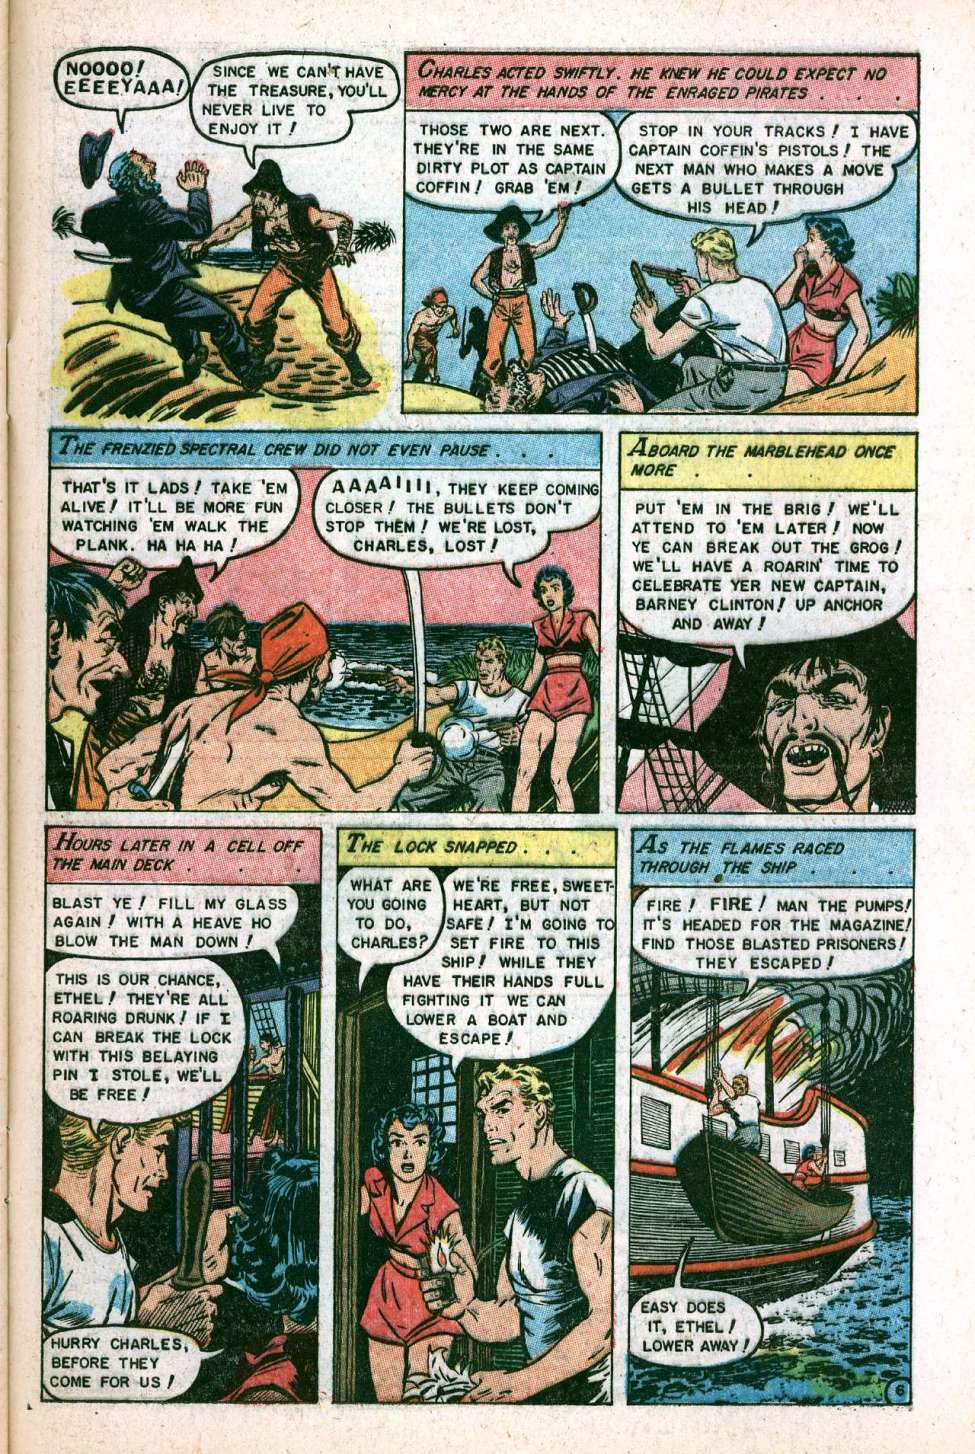 NOOOO!
EEEEYAAA!
SINCE WE CAN'T HAVE
THE TREASURE, YOU'LL
NEVER LIVE TO
ENJOY IT!
CHARLES ACTED SWIFTLY. HE KNEW HE COULD EXPECT NO
MERCY AT THE HANDS OF THE ENRAGED PIRATES . . . .
THOSE TWO ARE NEXT.
THEY'RE IN THE SAME
DIRTY PLOT AS CAPTAIN
COFFIN! GRAB 'EM!
STOP IN YOUR TRACKS! I HAVE
CAPTAIN COFFIN'S PISTOLS! THE
NEXT MAN WHO MAKES A MOVE
GETS A BULLET THROUGH
HIS HEAD!
THE FRENZIED SPECTRAL CREW DID NOT EVEN PAUSE . . .
THAT'S IT LADS! TAKE 'EM
ALIVE! IT'LL BE MORE FUN
WATCHING 'EM WALK THE
PLANK. HA HA HA!
AAAAIIII, THEY KEEP COMING
CLOSER! THE BULLETS DON'T
STOP THEM! WE'RE LOST,
CHARLES, LOST!
ABOARD THE MARBLEHEAD ONCE
MORE . . .
PUT 'EM IN THE BRIG! WE'LL
ATTEND TO 'EM LATER! NOW
YE CAN BREAK OUT THE GROG!
WE'LL HAVE A ROARIN' TIME TO
CELEBRATE YER NEW CAPTAIN,
BARNEY CLINTON! UP ANCHOR
AND AWAY!
HOURS LATER IN A CELL OFF
THE MAIN DECK . . . .
BLAST YE! FILL MY GLASS
AGAIN! WITH A HEAVE HO
BLOW THE MAN DOWN!
THIS IS OUR CHANCE,
ETHEL! THEY'RE ALL
ROARING DRUNK! IF I
CAN BREAK THE LOCK
WITH THIS BELAYING
PIN I STOLE, WE'LL
BE FREE!
HURRY CHARLES,
BEFORE THEY
COME FOR US!
THE LOCK SNAPPED . . . .
WHAT ARE
YOU GOING
TO DO,
CHARLES?
WE'RE FREE, SWEET-
HEART, BUT NOT
SAFE! I'M GOING TO
SET FIRE TO THIS
SHIP! WHILE THEY
HAVE THEIR HANDS FULL
FIGHTING IT WE CAN
LOWER A BOAT AND
ESCAPE!
AS THE FLAMES RACED
THROUGH THE SHIP . . . .
FIRE! FIRE! MAN THE PUMPS!
IT'S HEADED FOR THE MAGAZINE!
FIND THOSE BLASTED PRISONERS!
THEY ESCAPED!
EASY DOES
IT, ETHEL!
LOWER AWAY!
6